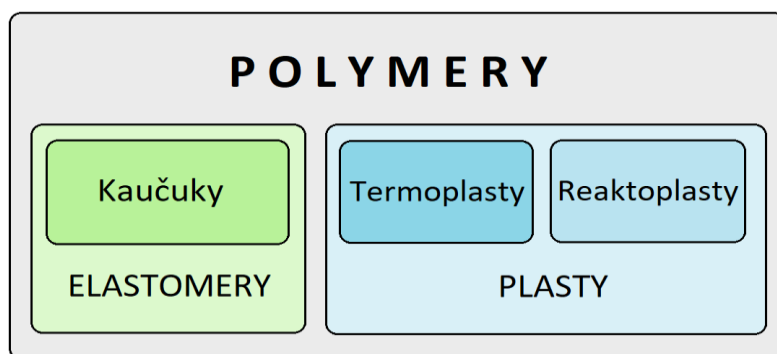 POLYMERY
Kaučuky
Termoplasty
Reaktoplasty
ELASTOMERY
PLASTY